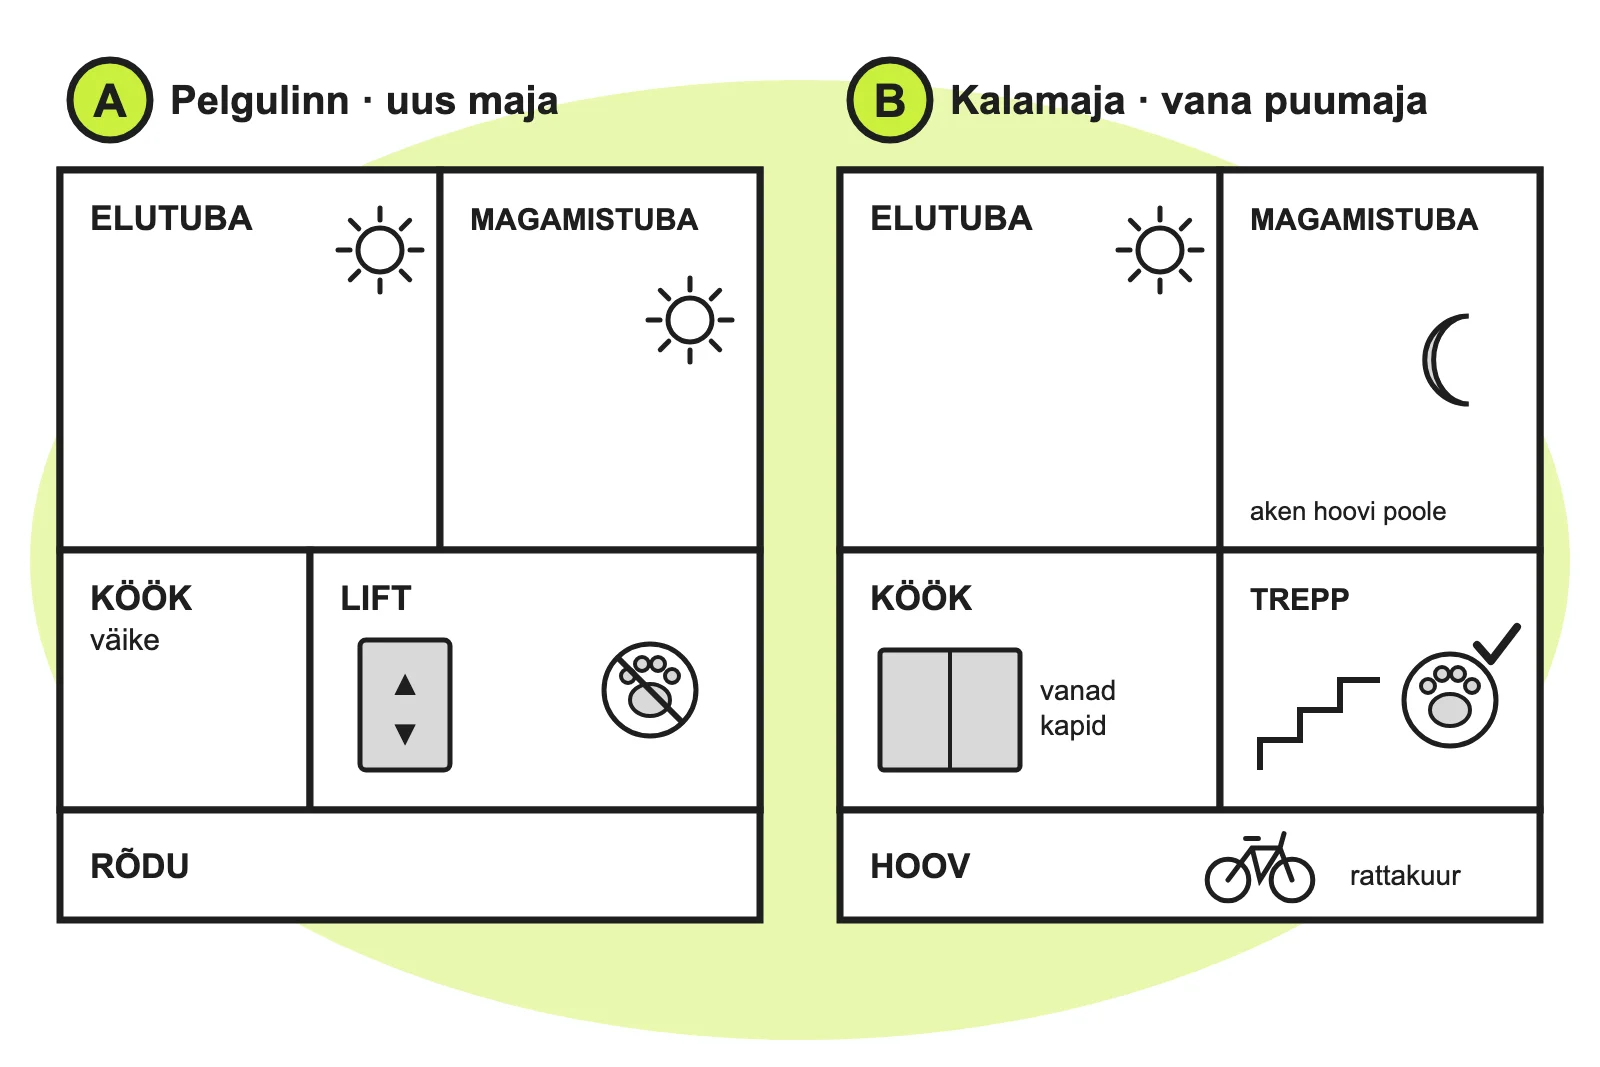 A
Pelgulinn · uus maja
ELUTUBA
MAGAMISTUBA
KÖÖK
väike
LIFT
RÕDU
B
Kalamaja · vana puumaja
ELUTUBA
MAGAMISTUBA
aken hoovi poole
KÖÖK
vanad
kapid
TREPP
HOOV
rattakuur